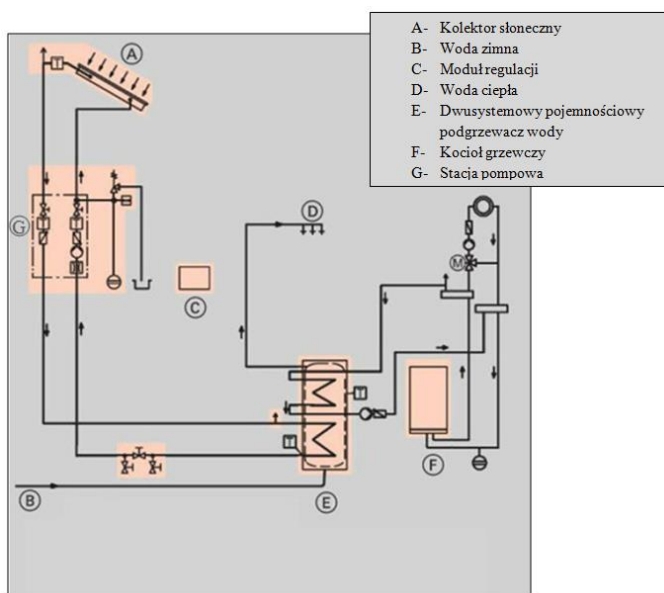 A- Kolektor słoneczny
B- Woda zimna
C- Moduł regulacji
D- Woda ciepła
E- Dwusystemowy pojemnościowy
podgrzewacz wody
F- Kocioł grzewczy
G- Stacja pompowa
A
T
G
T
T
D
M
C
T
T
F
B
E